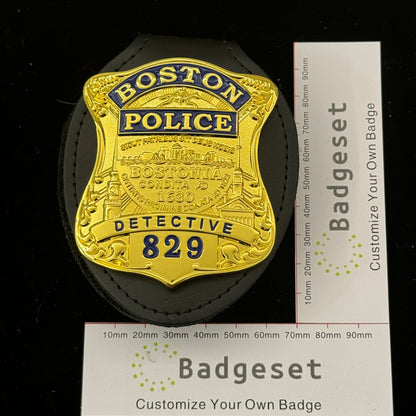 BOSTON
POLICE
BOSTONIA
CONDITA AD
1630
DETECTIVE
829
10mm 20mm 30mm 40mm 50mm 60mm 70mm 80mm 90mm
Badgeset
Customize Your Own Badge
10mm 20mm 30mm 40mm 50mm 60mm 70mm 80mm 90mm
Badgeset
Customize Your Own Badge